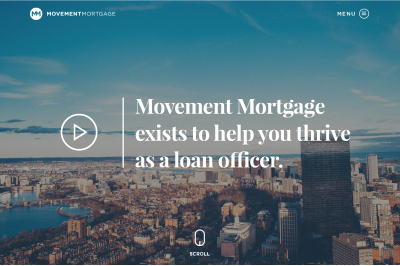 MM MOVEMENTMORTGAGE
MENU
Movement Mortgage
exists to help you thrive
as a loan officer.
SCROLL